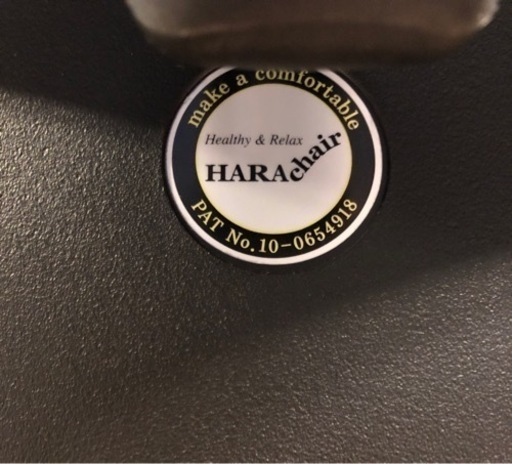 make a comfortable
Healthy & Relax
HARAchair
PAT No.10-0654918